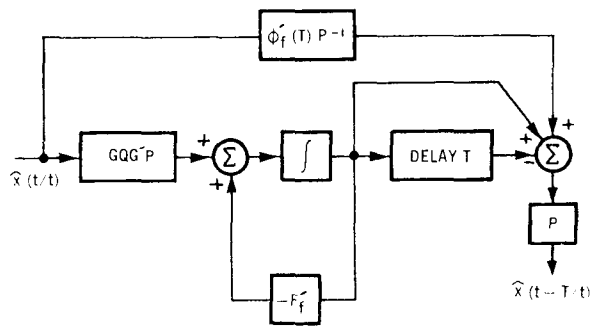 ϕ′f (T) P⁻¹
+
x̂ (t/t)
GQG′P
+
Σ
+
∫
DELAY T
+
−
Σ
−F′f
P
x̂ (t − T/t)